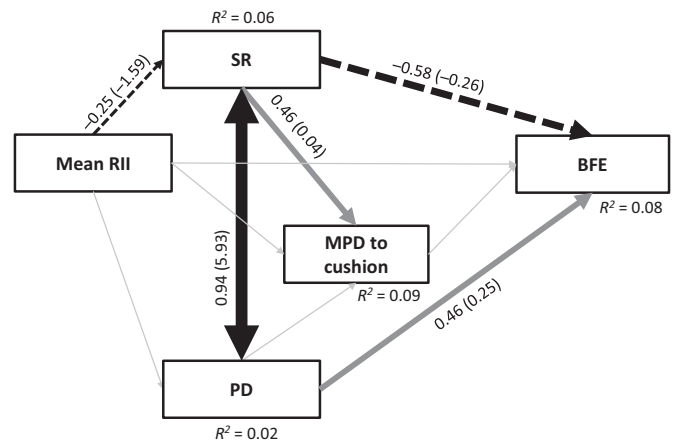 R² = 0.06
SR
−0.25 (−1.59)
−0.58 (−0.26)
0.46 (0.04)
Mean RII
BFE
R² = 0.08
0.94 (5.93)
MPD to
cushion
R² = 0.09
0.46 (0.25)
PD
R² = 0.02